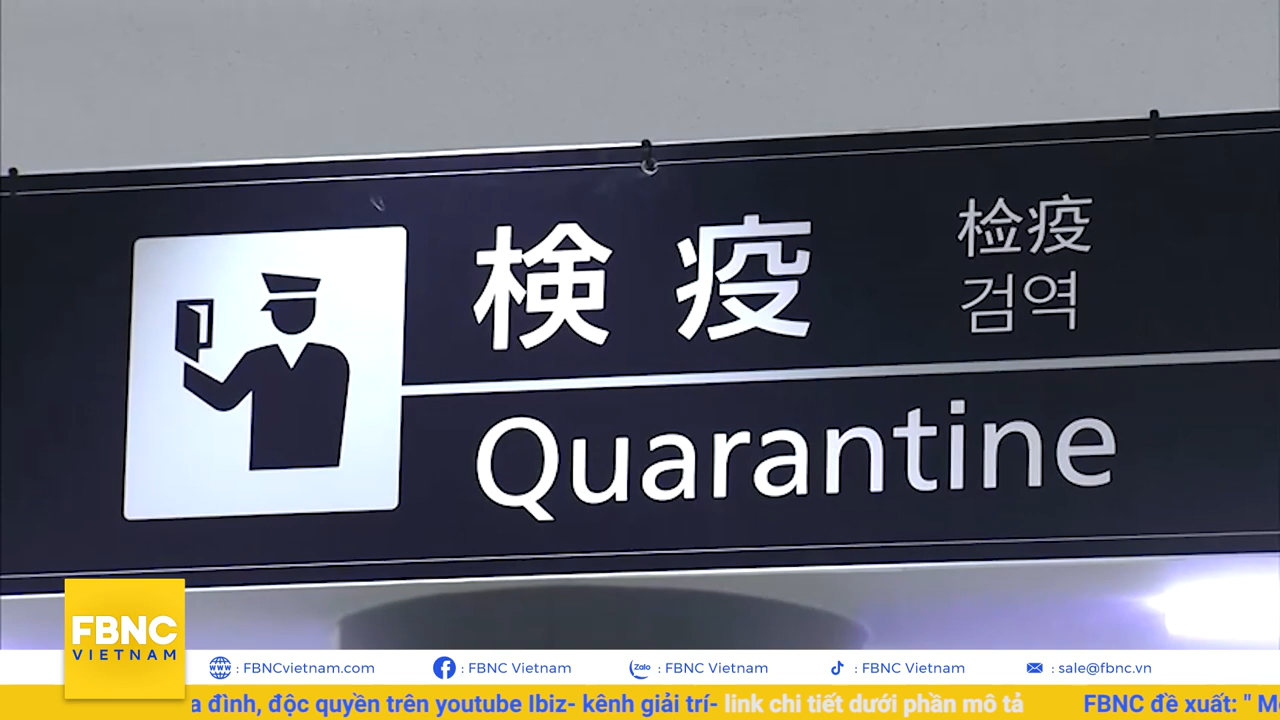 検疫
检疫
검역
Quarantine
FBNC
VIETNAM
: FBNCvietnam.com
: FBNC Vietnam
Zalo : FBNC Vietnam
: FBNC Vietnam
: sale@fbnc.vn
đình, độc quyền trên youtube Ibiz- kênh giải trí- link chi tiết dưới phần mô tả
FBNC đề xuất: "